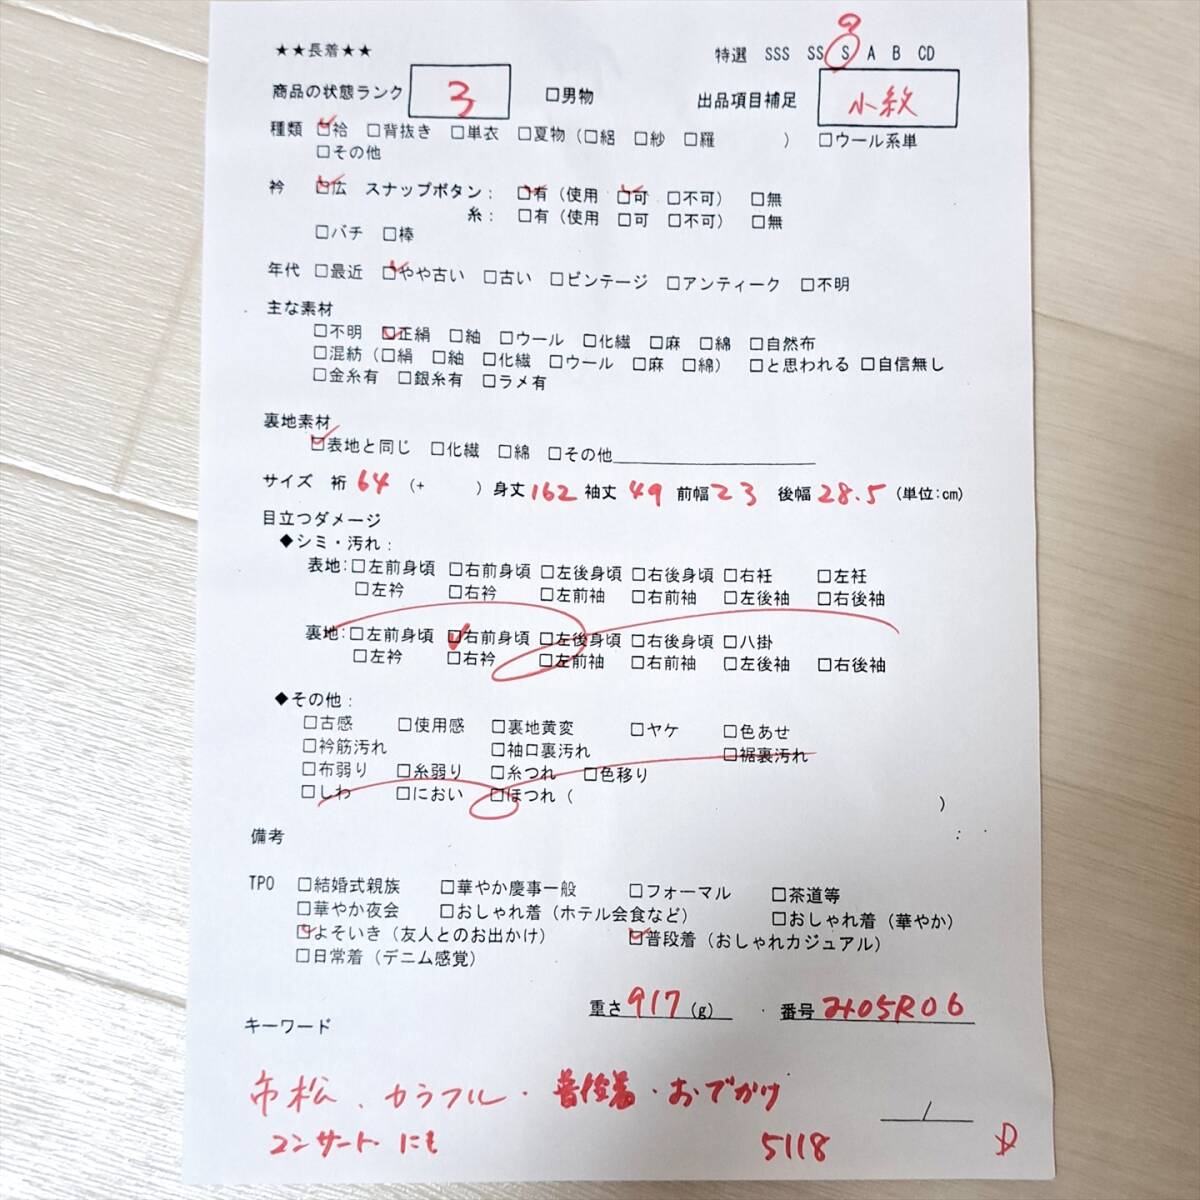 ★★長着★★ 特選 SSS SS S A B CD
商品の状態ランク 3 □男物 出品項目補足 小紋
種類 □袷 □背抜き □単衣 □夏物（□絽 □紗 □羅 ） □ウール系単
□その他
衿 □広 スナップボタン： □有（使用 □可 □不可） □無
糸： □有（使用 □可 □不可） □無
□バチ □棒
年代 □最近 □やや古い □古い □ビンテージ □アンティーク □不明
主な素材
□不明 □正絹 □紬 □ウール □化繊 □麻 □綿 □自然布
□混紡（□絹 □紬 □化繊 □ウール □麻 □綿） □と思われる □自信無し
□金糸有 □銀糸有 □ラメ有
裏地素材
□表地と同じ □化繊 □綿 □その他
サイズ 裄 64 （+ ）身丈 162 袖丈 49 前幅 23 後幅 28.5 (単位:cm)
目立つダメージ
◆シミ・汚れ：
表地:□左前身頃 □右前身頃 □左後身頃 □右後身頃 □右衽 □左衽
□左衿 □右衿 □左前袖 □右前袖 □左後袖 □右後袖
裏地:□左前身頃 □右前身頃 □左後身頃 □右後身頃 □八掛
□左衿 □右衿 □左前袖 □右前袖 □左後袖 □右後袖
◆その他：
□古感 □使用感 □裏地黄変 □ヤケ □色あせ
□衿筋汚れ □袖口裏汚れ □裾裏汚れ
□布弱り □糸弱り □糸つれ □色移り
□しわ □におい □ほつれ（ ）
備考
TPO □結婚式親族 □華やか慶事一般 □フォーマル □茶道等
□華やか夜会 □おしゃれ着（ホテル会食など） □おしゃれ着（華やか）
□よそいき（友人とのお出かけ） □普段着（おしゃれカジュアル）
□日常着（デニム感覚）
重さ 917 (g) 番号 2405R06
キーワード
市松、カラフル・普段着・おでかけ
コンサート・にも 5118